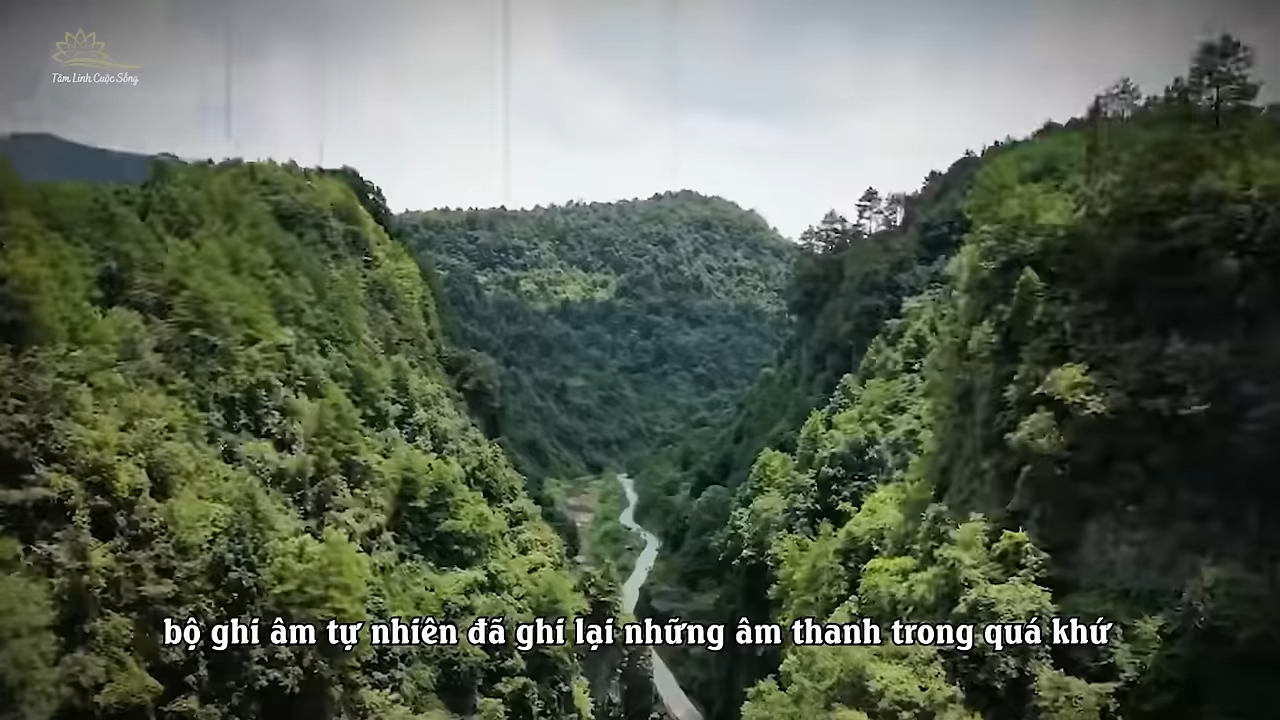 Tâm Linh Cuộc Sống
bộ ghi âm tự nhiên đã ghi lại những âm thanh trong quá khứ